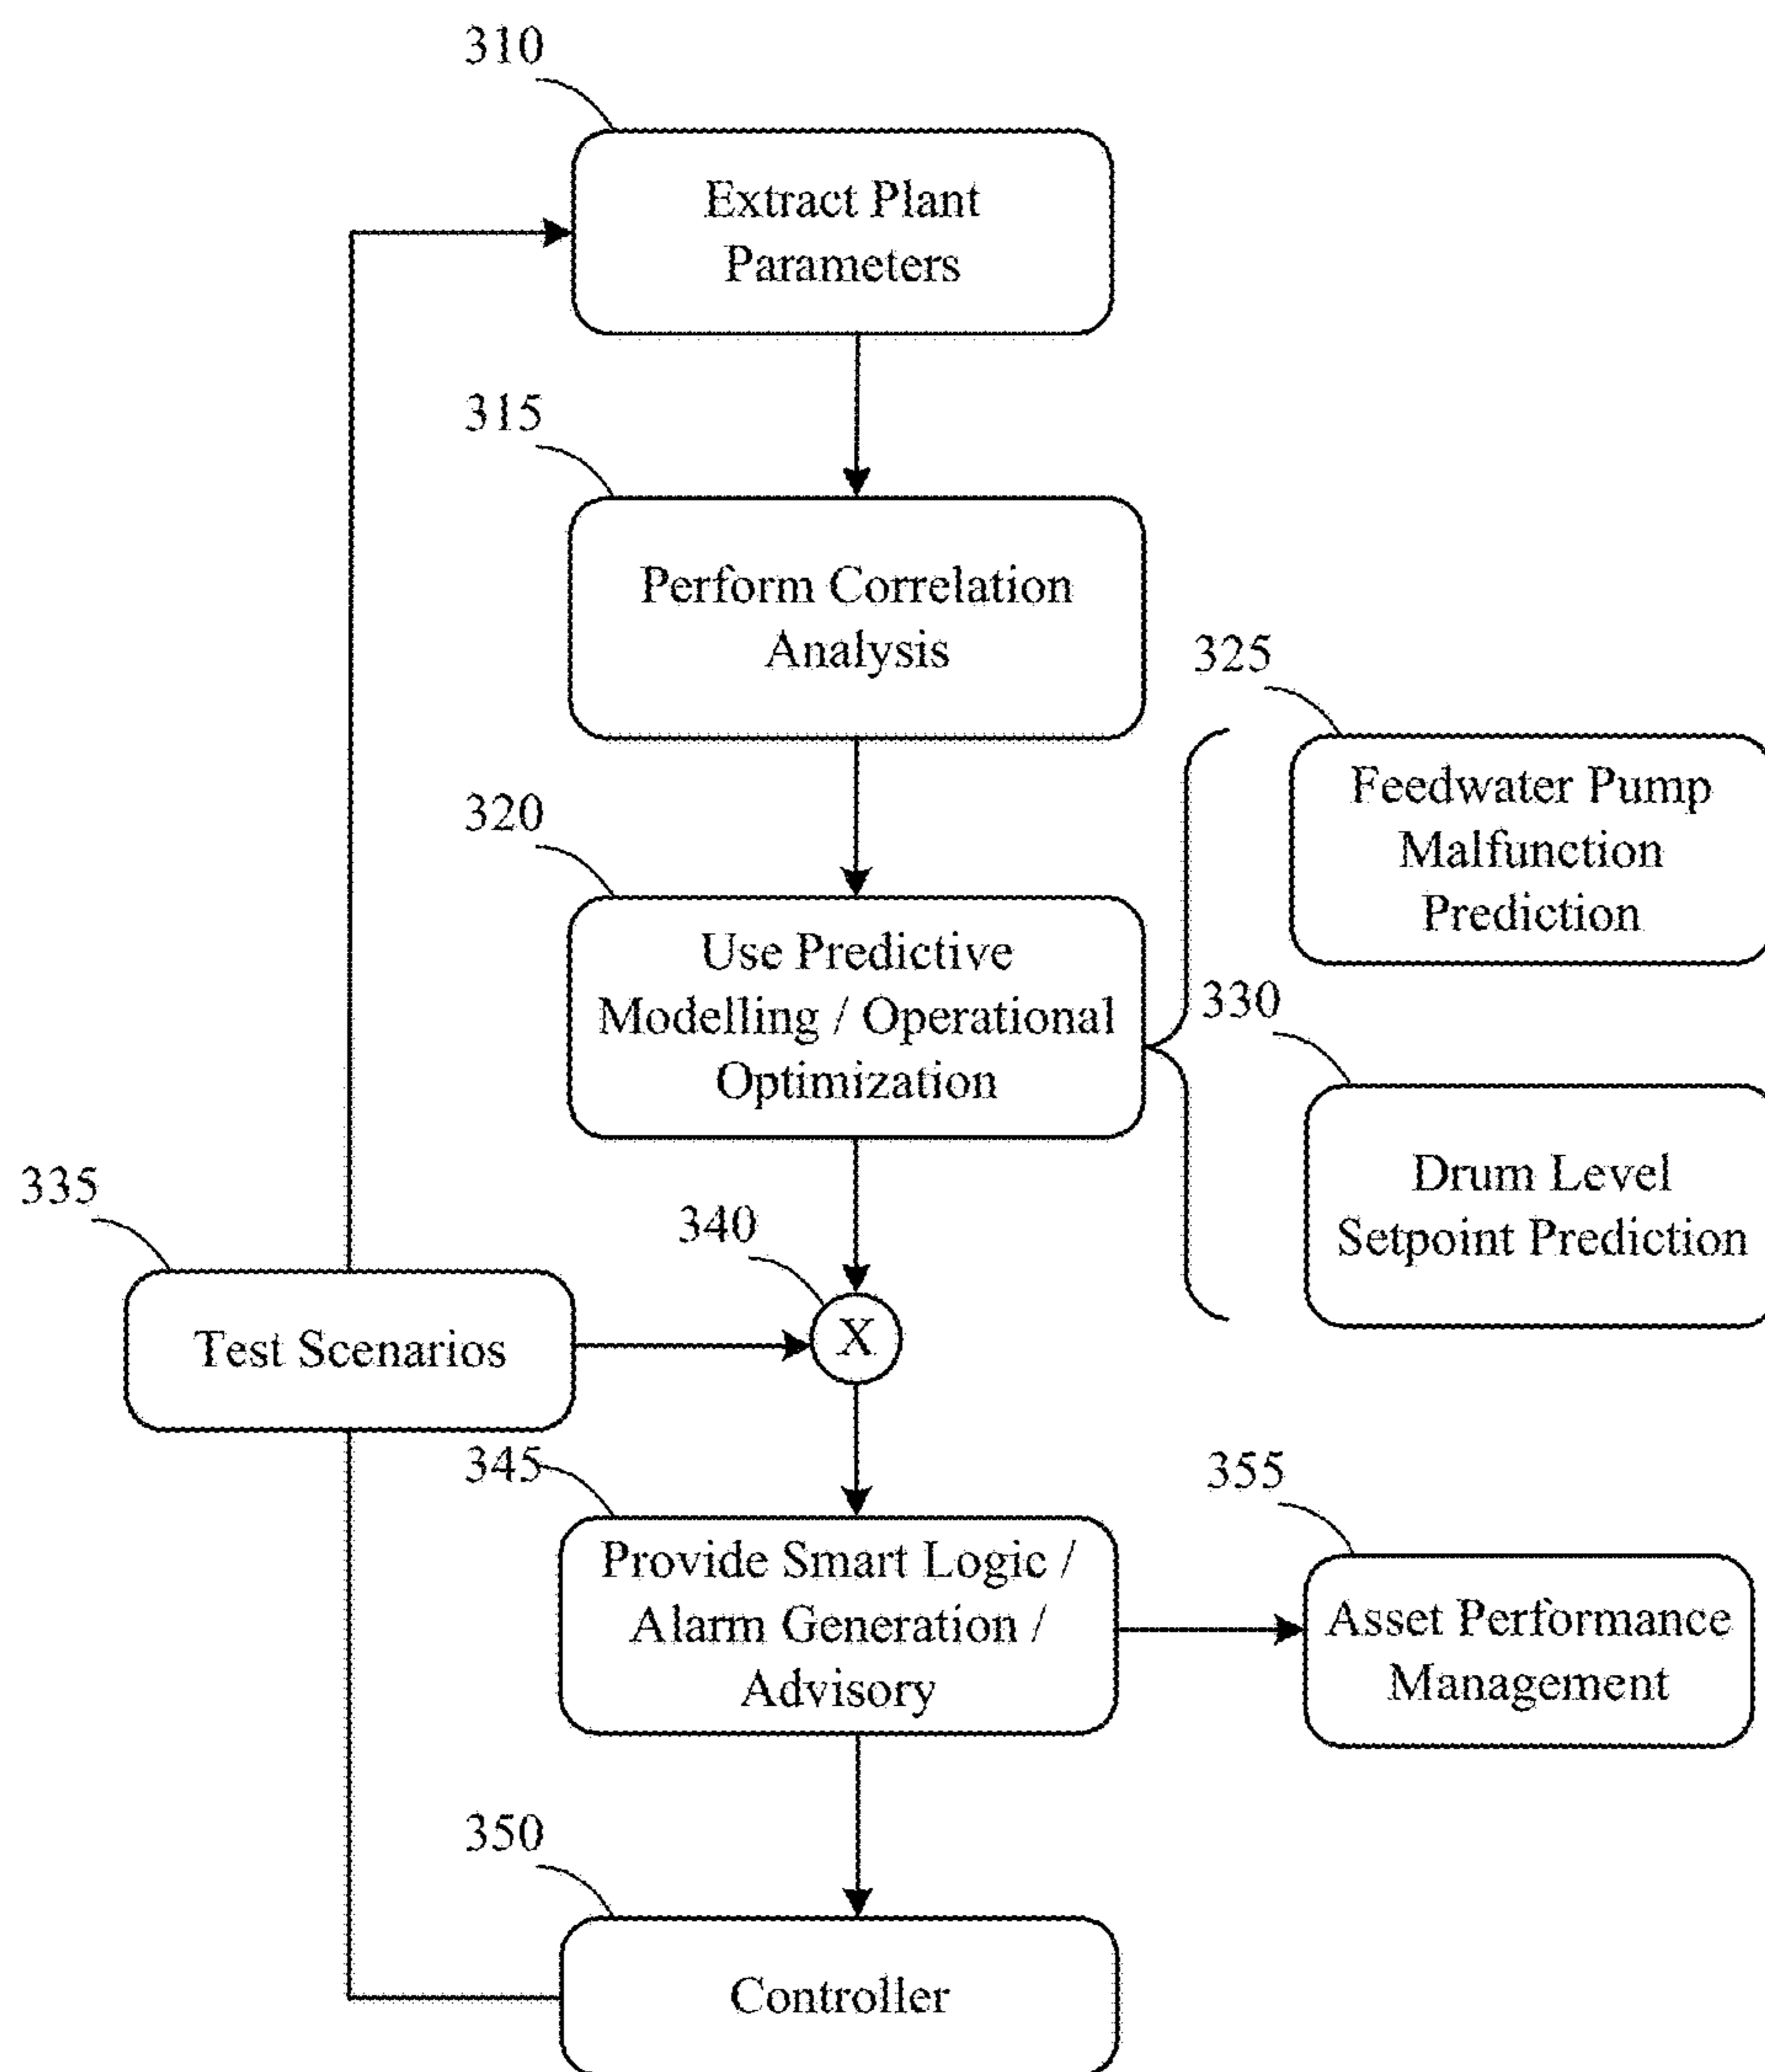 310
Extract Plant
Parameters
315
Perform Correlation
Analysis
325
Feedwater Pump
Malfunction
Prediction
320
Use Predictive
Modelling / Operational
Optimization
330
Drum Level
Setpoint Prediction
335
Test Scenarios
340
X
345
Provide Smart Logic /
Alarm Generation /
Advisory
355
Asset Performance
Management
350
Controller